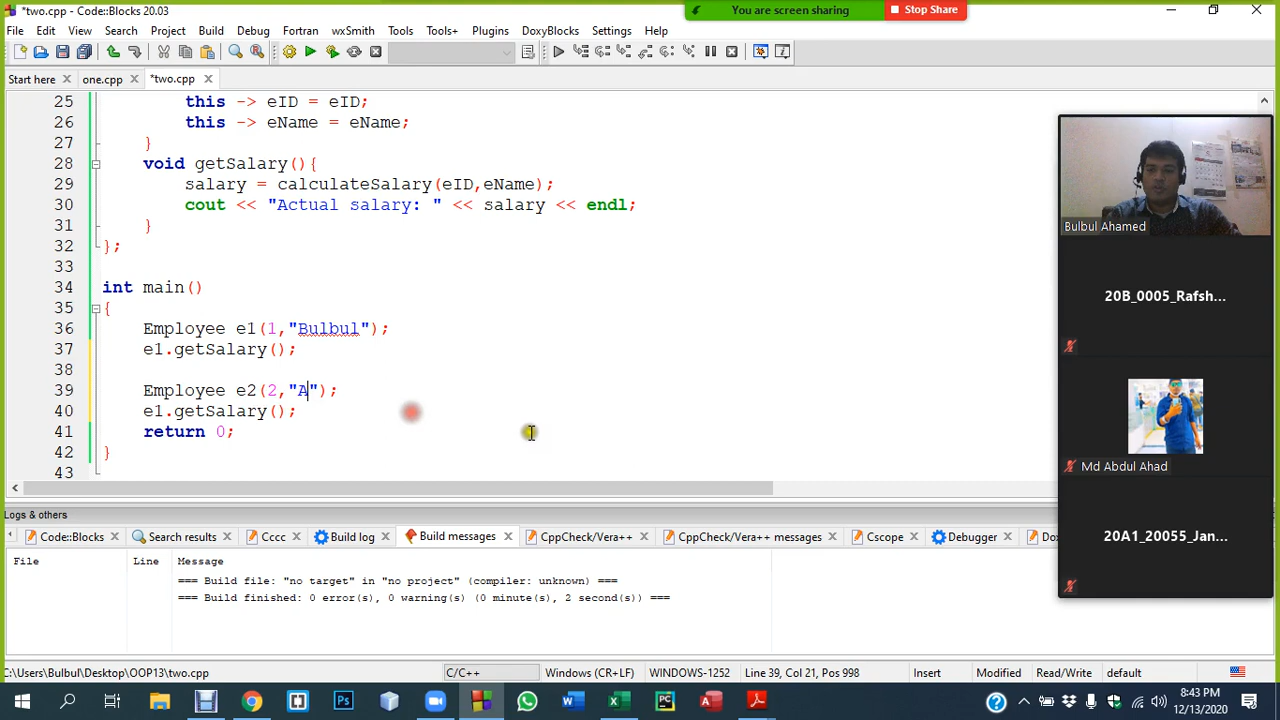 *two.cpp - Code::Blocks 20.03
You are screen sharing
Stop Share
File Edit View Search Project Build Debug Fortran wxSmith Tools Tools+ Plugins DoxyBlocks Settings Help
Start here one.cpp *two.cpp
25 this -> eID = eID;
26 this -> eName = eName;
27 }
28 void getSalary(){
29 salary = calculateSalary(eID,eName);
30 cout << "Actual salary: " << salary << endl;
31 }
32 };
33
34 int main()
35 {
36 Employee e1(1,"Bulbul");
37 e1.getSalary();
38
39 Employee e2(2,"A");
40 e1.getSalary();
41 return 0;
42 }
43
Bulbul Ahamed
20B_0005_Rafsh...
Md Abdul Ahad
20A1_20055_Jan...
Logs & others
Code::Blocks Search results Cccc Build log Build messages CppCheck/Vera++ CppCheck/Vera++ messages Cscope Debugger Dox
File Line Message
=== Build file: "no target" in "no project" (compiler: unknown) ===
=== Build finished: 0 error(s), 0 warning(s) (0 minute(s), 2 second(s)) ===
C:\Users\Bulbul\Desktop\OOP13\two.cpp C/C++ Windows (CR+LF) WINDOWS-1252 Line 39, Col 21, Pos 998 Insert Modified Read/Write default
8:43 PM
12/13/2020